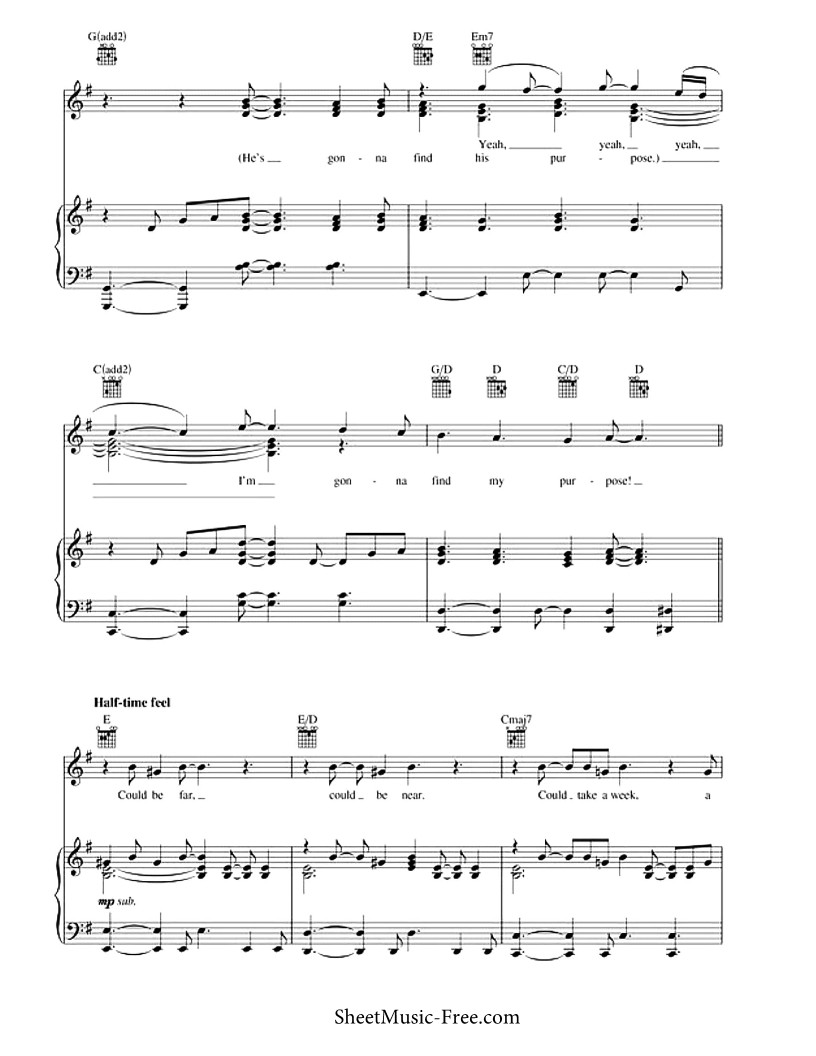 G(add2) D/E Em7
Yeah, yeah, yeah,
(He's gon - na find his pur - pose.)
C(add2) G/D D C/D D
I'm gon - na find my pur - pose!
Half-time feel
E E/D Cmaj7
Could be far, could be near. Could take a week, a
mp sub.
SheetMusic-Free.com